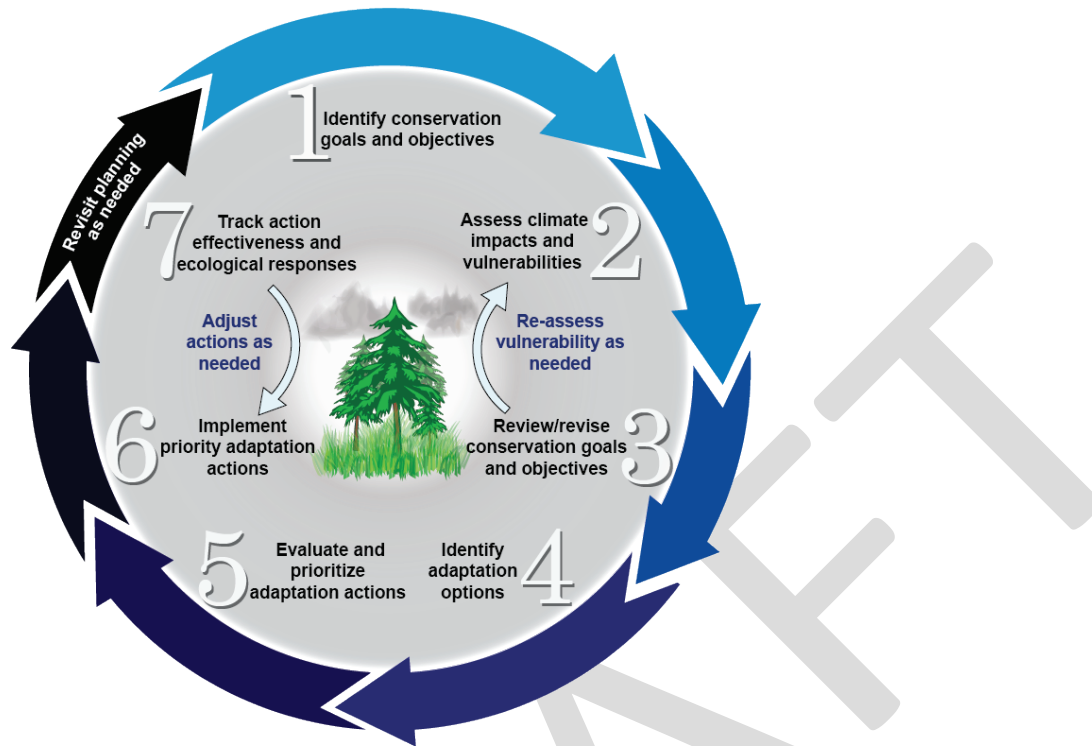 1
Identify conservation
goals and objectives
2
Assess climate
impacts and
vulnerabilities
Re-assess
vulnerability as
needed
3
Review/revise
conservation goals
and objectives
4
Identify
adaptation
options
5
Evaluate and
prioritize
adaptation actions
6
Implement
priority adaptation
actions
Adjust
actions as
needed
7
Track action
effectiveness and
ecological responses
Revisit planning
as needed